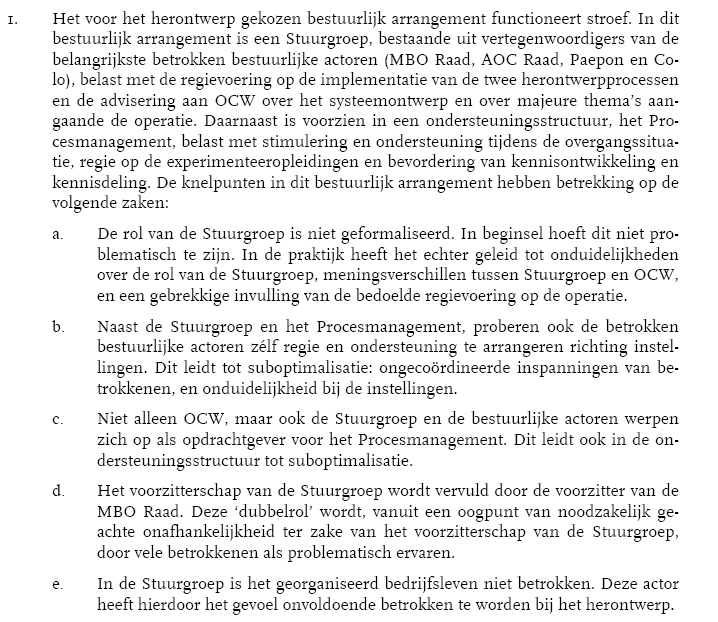 1. Het voor het herontwerp gekozen bestuurlijk arrangement functioneert stroef. In dit
bestuurlijk arrangement is een Stuurgroep, bestaande uit vertegenwoordigers van de
belangrijkste betrokken bestuurlijke actoren (MBO Raad, AOC Raad, Paepon en Co-
lo), belast met de regievoering op de implementatie van de twee herontwerpprocessen
en de advisering aan OCW over het systeemontwerp en over majeure thema’s aan-
gaande de operatie. Daarnaast is voorzien in een ondersteuningsstructuur, het Pro-
cesmanagement, belast met stimulering en ondersteuning tijdens de overgangssitua-
tie, regie op de experimenteeropleidingen en bevordering van kennisontwikkeling en
kennisdeling. De knelpunten in dit bestuurlijk arrangement hebben betrekking op de
volgende zaken:
a. De rol van de Stuurgroep is niet geformaliseerd. In beginsel hoeft dit niet pro-
blematisch te zijn. In de praktijk heeft het echter geleid tot onduidelijkheden
over de rol van de Stuurgroep, meningsverschillen tussen Stuurgroep en OCW,
en een gebrekkige invulling van de bedoelde regievoering op de operatie.
b. Naast de Stuurgroep en het Procesmanagement, proberen ook de betrokken
bestuurlijke actoren zélf regie en ondersteuning te arrangeren richting instel-
lingen. Dit leidt tot suboptimalisatie: ongecoördineerde inspanningen van be-
trokkenen, en onduidelijkheid bij de instellingen.
c. Niet alleen OCW, maar ook de Stuurgroep en de bestuurlijke actoren werpen
zich op als opdrachtgever voor het Procesmanagement. Dit leidt ook in de on-
dersteuningsstructuur tot suboptimalisatie.
d. Het voorzitterschap van de Stuurgroep wordt vervuld door de voorzitter van de
MBO Raad. Deze ‘dubbelrol’ wordt, vanuit een oogpunt van noodzakelijk ge-
achte onafhankelijkheid ter zake van het voorzitterschap van de Stuurgroep,
door vele betrokkenen als problematisch ervaren.
e. In de Stuurgroep is het georganiseerd bedrijfsleven niet betrokken. Deze actor
heeft hierdoor het gevoel onvoldoende betrokken te worden bij het herontwerp.